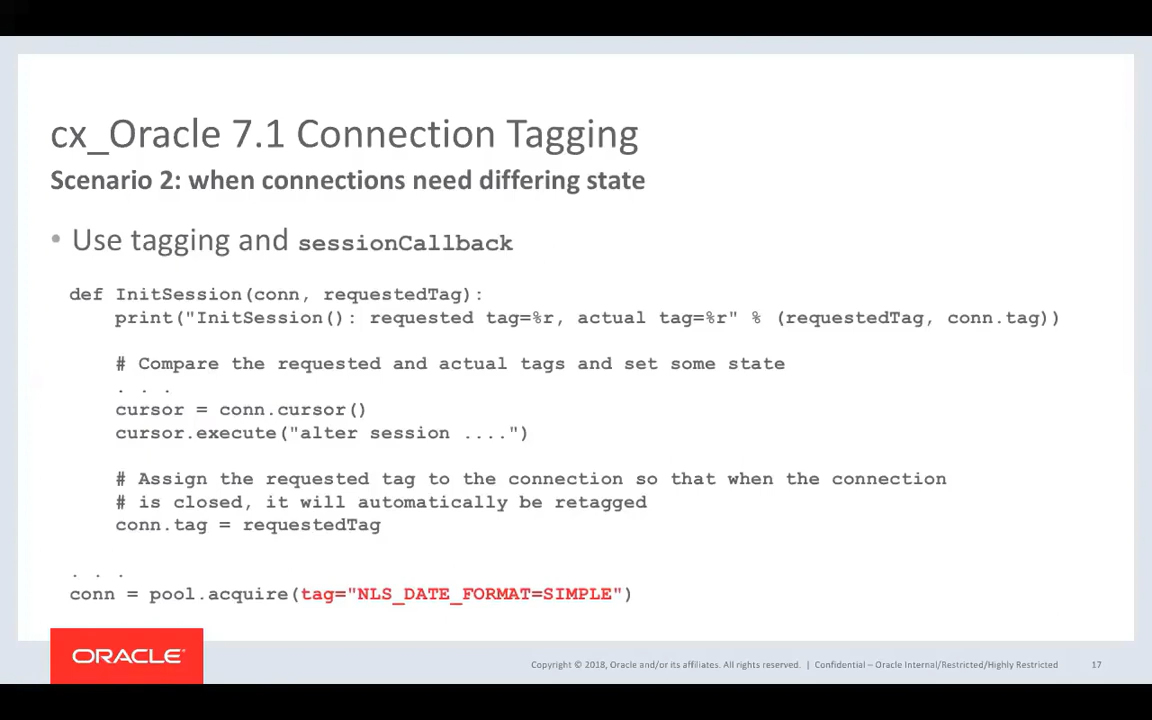 cx_Oracle 7.1 Connection Tagging
Scenario 2: when connections need differing state
• Use tagging and sessionCallback
def InitSession(conn, requestedTag):
    print("InitSession(): requested tag=%r, actual tag=%r" % (requestedTag, conn.tag))
    # Compare the requested and actual tags and set some state
    . . .
    cursor = conn.cursor()
    cursor.execute("alter session ....")
    # Assign the requested tag to the connection so that when the connection
    # is closed, it will automatically be retagged
    conn.tag = requestedTag
. . .
conn = pool.acquire(tag="NLS_DATE_FORMAT=SIMPLE")
ORACLE®
Copyright © 2018, Oracle and/or its affiliates. All rights reserved. | Confidential – Oracle Internal/Restricted/Highly Restricted 17